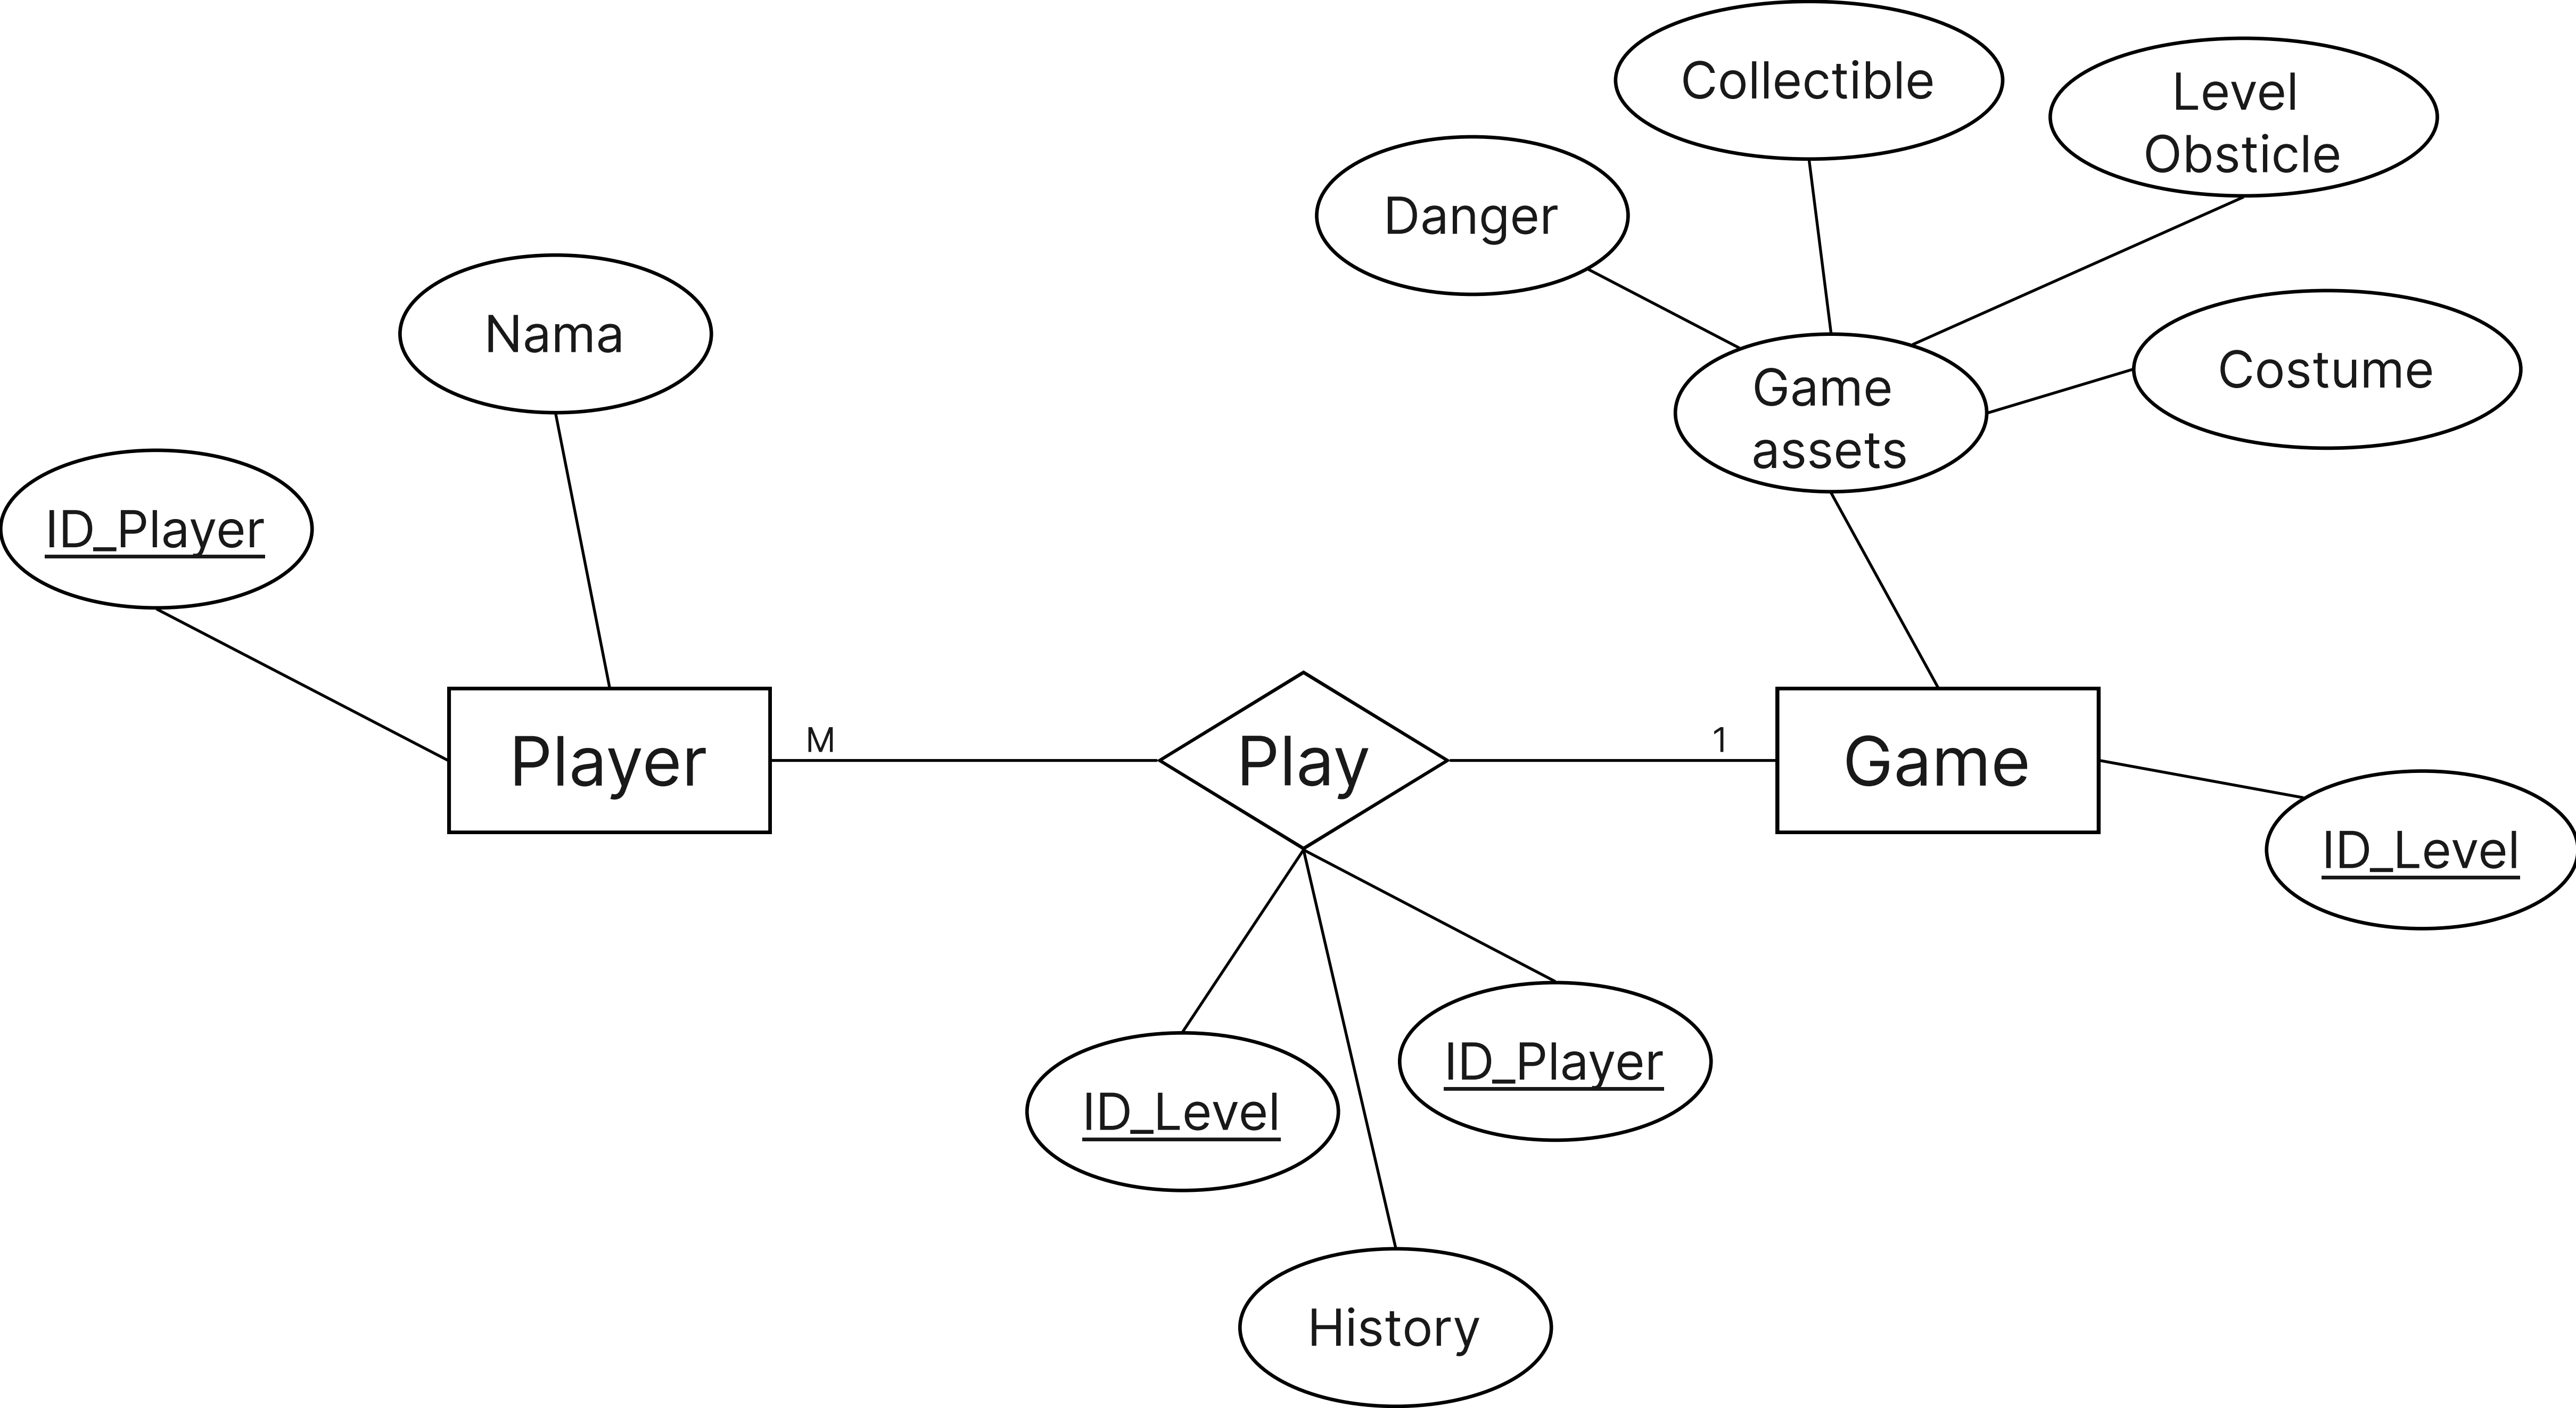 Collectible
Level
Obsticle
Danger
Nama
Costume
Game
assets
ID_Player
Player
M
Play
1
Game
ID_Level
ID_Player
ID_Level
History